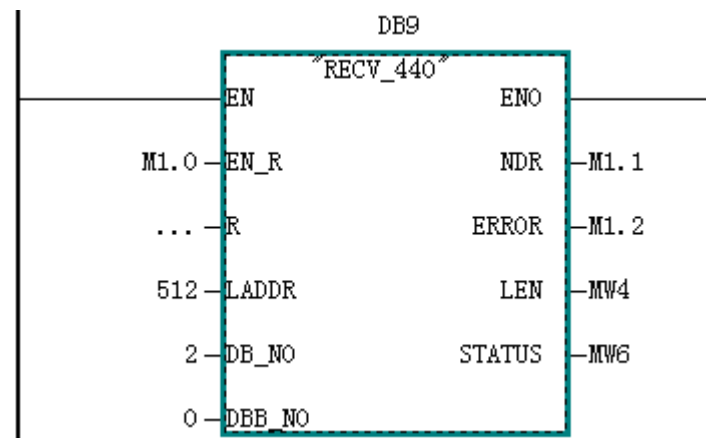 DB9
"RECV_440"
EN ENO
M1.0 EN_R NDR M1.1
... R ERROR M1.2
512 LADDR LEN MW4
2 DB_NO STATUS MW6
0 DBB_NO